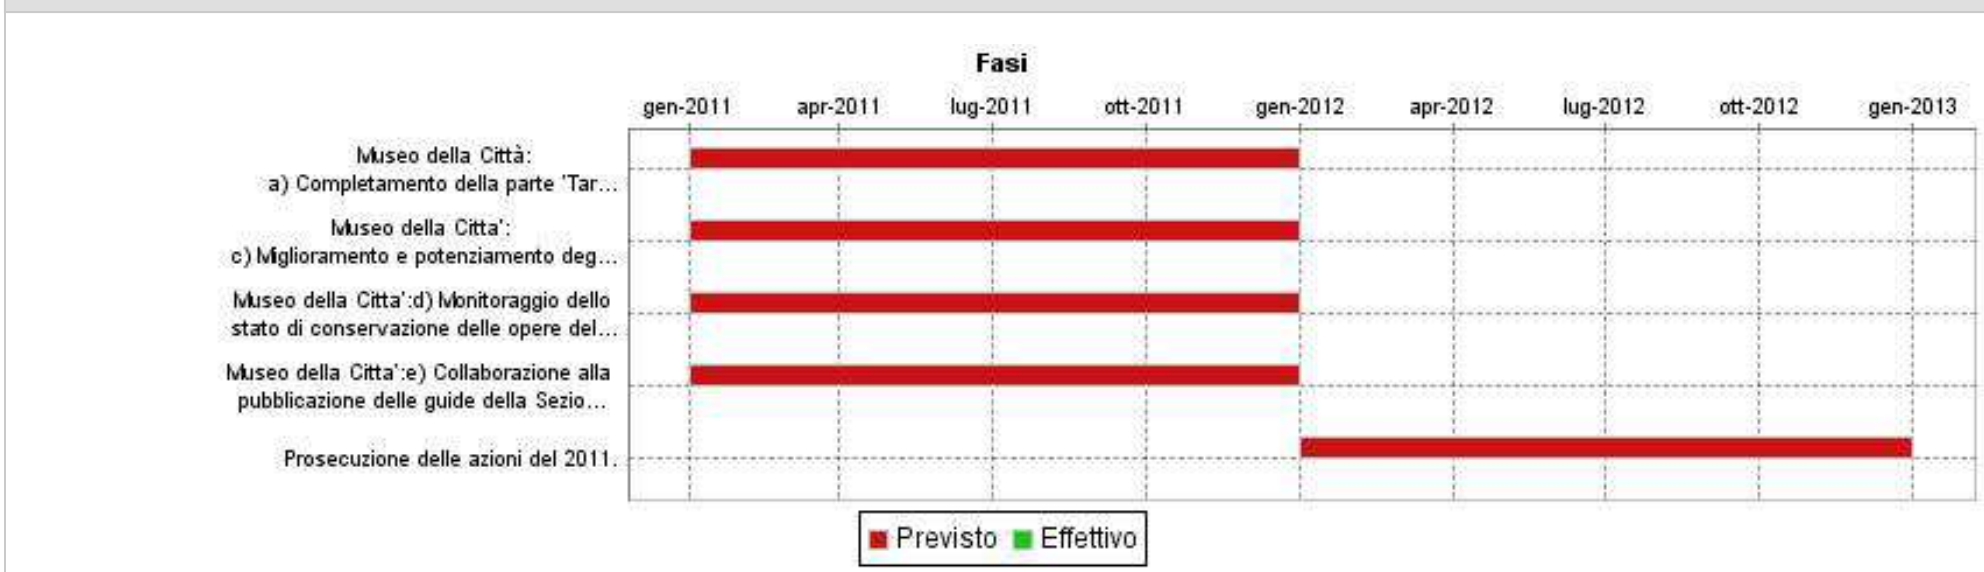 Fasi
gen-2011 apr-2011 lug-2011 ott-2011 gen-2012 apr-2012 lug-2012 ott-2012 gen-2013
Museo della Città:
a) Completamento della parte 'Tar...
Museo della Citta':
c) Miglioramento e potenziamento deg...
Museo della Citta':d) Monitoraggio dello
stato di conservazione delle opere del...
Museo della Citta':e) Collaborazione alla
pubblicazione delle guide della Sezio...
Prosecuzione delle azioni del 2011.
Previsto Effettivo